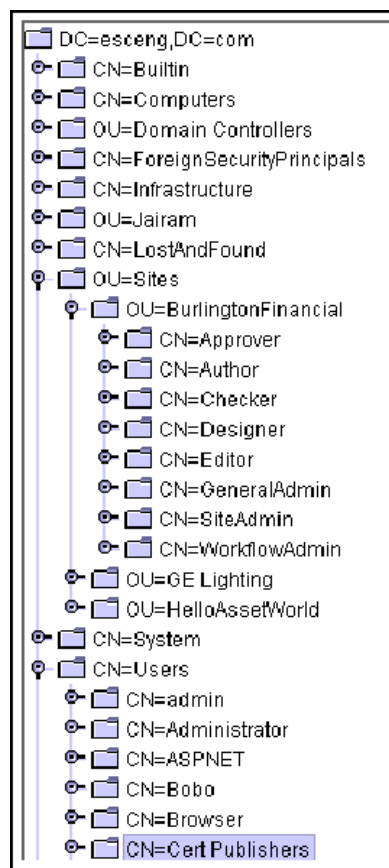 DC=esceng,DC=com
CN=Builtin
CN=Computers
OU=Domain Controllers
CN=ForeignSecurityPrincipals
CN=Infrastructure
OU=Jairam
CN=LostAndFound
OU=Sites
OU=BurlingtonFinancial
CN=Approver
CN=Author
CN=Checker
CN=Designer
CN=Editor
CN=GeneralAdmin
CN=SiteAdmin
CN=WorkflowAdmin
OU=GE Lighting
OU=HelloAssetWorld
CN=System
CN=Users
CN=admin
CN=Administrator
CN=ASPNET
CN=Bobo
CN=Browser
CN=Cert Publishers